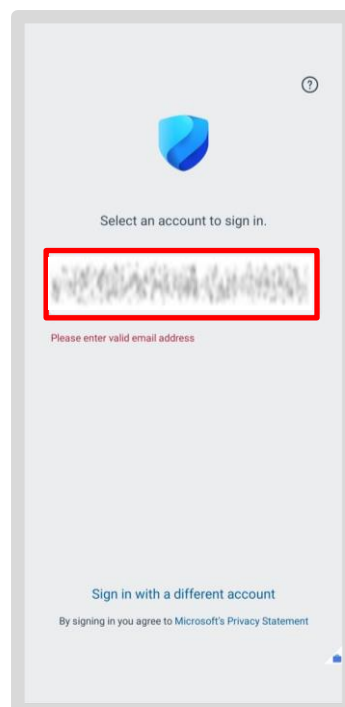 ?
Select an account to sign in.
Please enter valid email address
Sign in with a different account
By signing in you agree to Microsoft's Privacy Statement